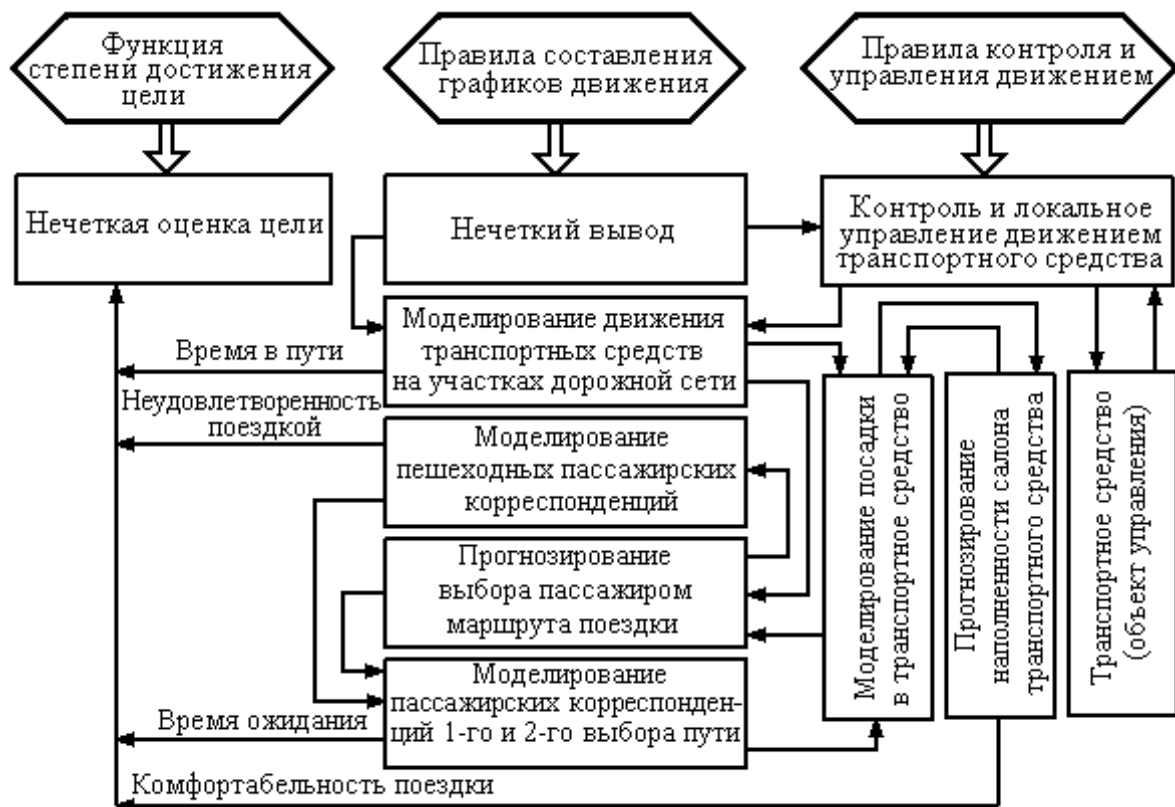 Функция
степени достижения
цели
Правила составления
графиков движения
Правила контроля и
управления движением
Нечеткая оценка цели
Нечеткий вывод
Контроль и локальное
управление движением
транспортного средства
Моделирование движения
транспортных средств
на участках дорожной сети
Время в пути
Неудовлетворенность
поездкой
Моделирование
пешеходных пассажирских
корреспонденций
Прогнозирование
выбора пассажиром
маршрута поездки
Моделирование
пассажирских корреспонден-
ций 1-го и 2-го выбора пути
Время ожидания
Комфортабельность поездки
Моделирование посадки
в транспортное средство
Прогнозирование
наполненности салона
транспортного средства
Транспортное средство
(объект управления)